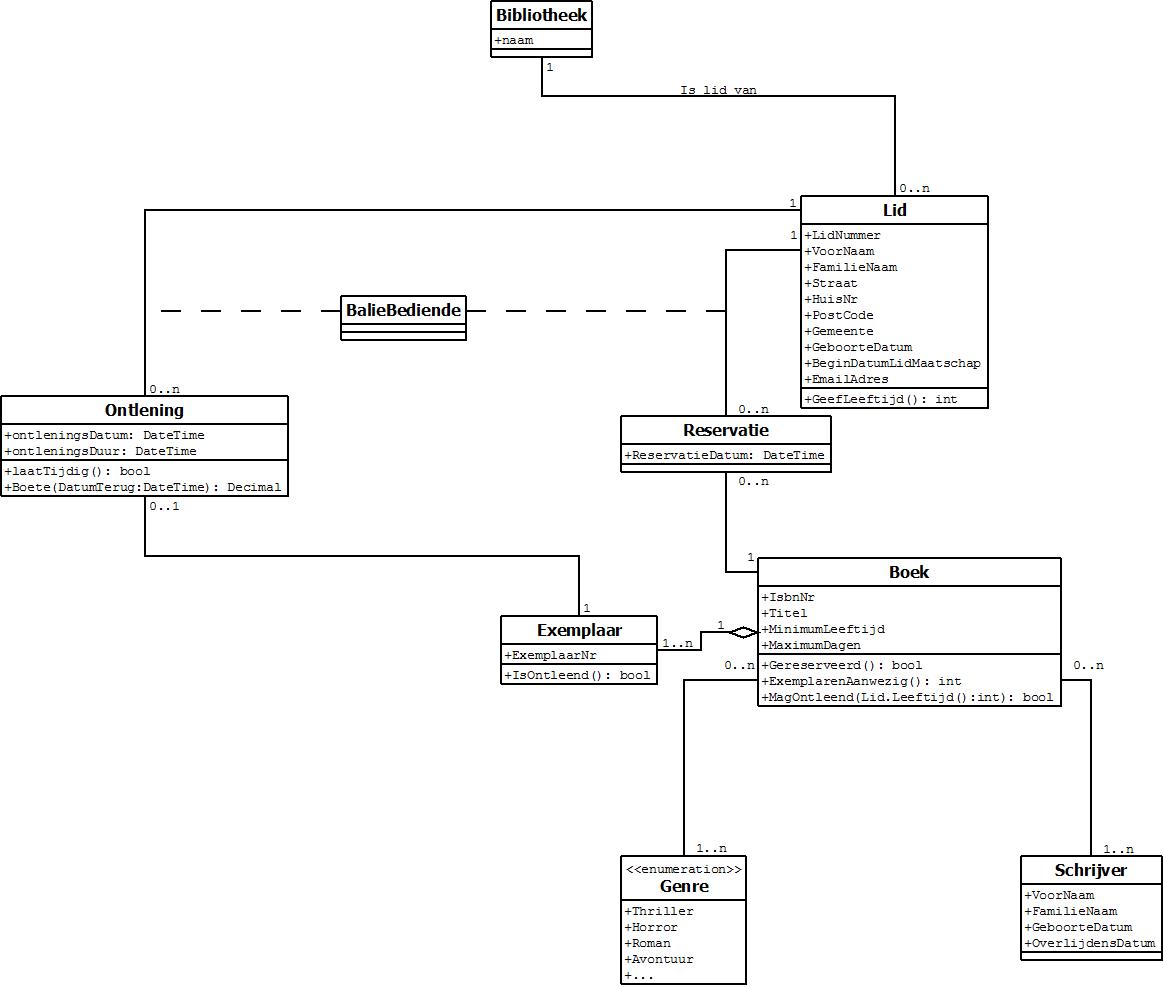 Bibliotheek
+naam
1
Is lid van
0..n
1
Lid
1
+LidNummer
+VoorNaam
+FamilieNaam
+Straat
+HuisNr
+PostCode
+Gemeente
+GeboorteDatum
+BeginDatumLidMaatschap
+EmailAdres
+GeefLeeftijd(): int
BalieBediende
0..n
Ontlening
+ontleningsDatum: DateTime
+ontleningsDuur: DateTime
+laatTijdig(): bool
+Boete(DatumTerug:DateTime): Decimal
0..1
0..n
Reservatie
+ReservatieDatum: DateTime
0..n
1
Boek
+IsbnNr
+Titel
+MinimumLeeftijd
+MaximumDagen
+Gereserveerd(): bool
+ExemplarenAanwezig(): int
+MagOntleend(Lid.Leeftijd():int): bool
1
Exemplaar
+ExemplaarNr
+IsOntleend(): bool
1..n
1
0..n
0..n
1..n
<<enumeration>>
Genre
+Thriller
+Horror
+Roman
+Avontuur
+...
1..n
Schrijver
+VoorNaam
+FamilieNaam
+GeboorteDatum
+OverlijdensDatum